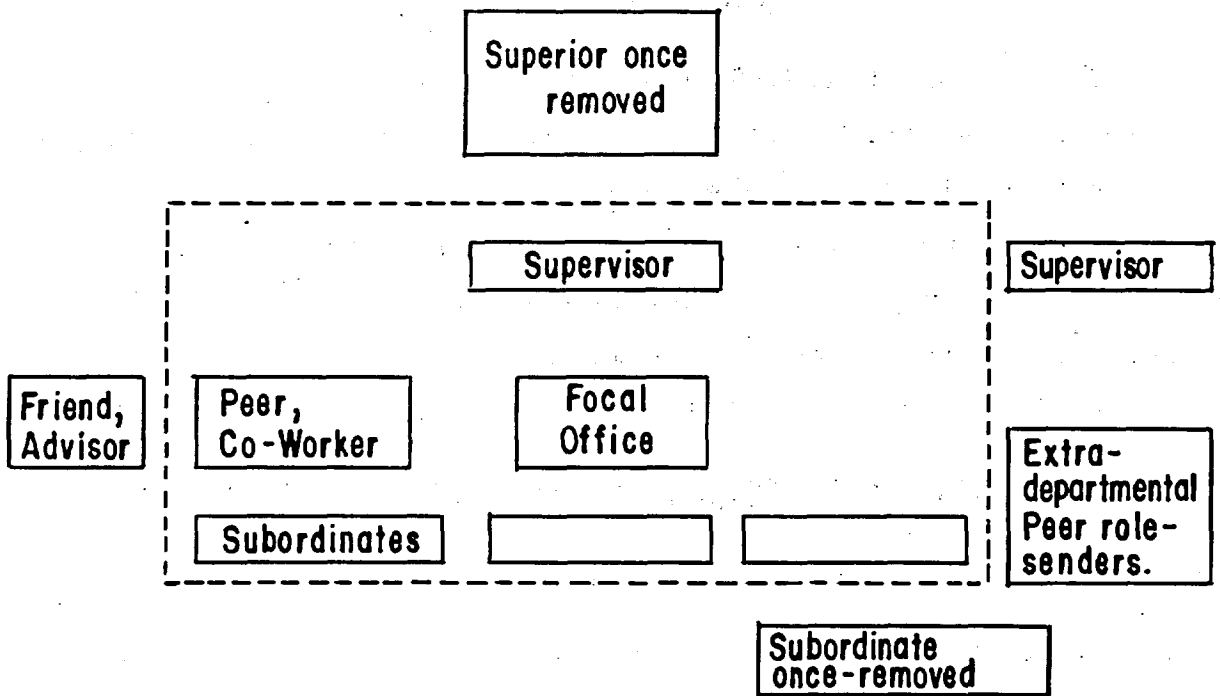 Superior once
removed
Supervisor
Supervisor
Friend,
Advisor
Peer,
Co-Worker
Focal
Office
Extra-
departmental
Peer role-
senders.
Subordinates
Subordinate
once-removed